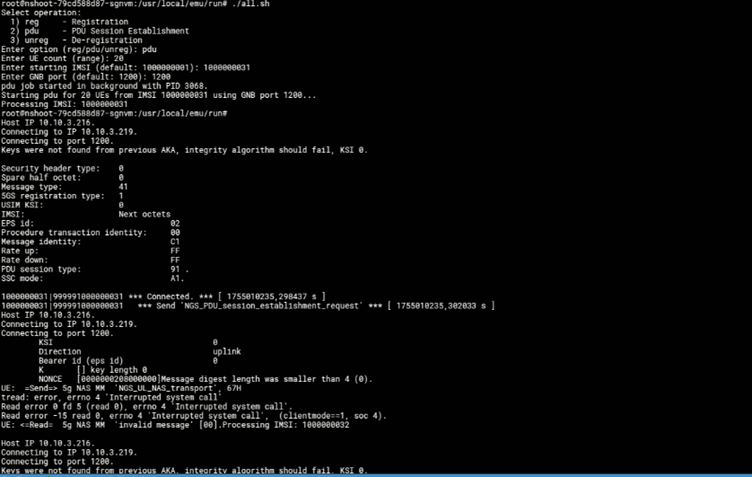 root@nshoot-79cd588d87-sgnvm:/usr/local/emu/run# ./all.sh
Select operation:
1) reg - Registration
2) pdu - PDU Session Establishment
3) unreg - De-registration
Enter option (reg/pdu/unreg): pdu
Enter UE count (range): 20
Enter starting IMSI (default: 1000000001): 1000000031
Enter GNB port (default: 1200): 1200
pdu job started in background with PID 3068.
Starting pdu for 20 UEs from IMSI 1000000031 using GNB port 1200...
Processing IMSI: 1000000031
root@nshoot-79cd588d87-sgnvm:/usr/local/emu/run#
Host IP 10.10.3.216.
Connecting to IP 10.10.3.219.
Connecting to port 1200.
Keys were not found from previous AKA, integrity algorithm should fail, KSI 0.
Security header type: 0
Spare half octet: 0
Message type: 41
5GS registration type: 1
USIM KSI: 0
IMSI: Next octets
EPS id: 02
Procedure transaction identity: 00
Message identity: C1
Rate up: FF
Rate down: FF
PDU session type: 91 .
SSC mode: A1.
1000000031|999991000000031 *** Connected. *** [ 1755010235,298437 s ]
1000000031|999991000000031 *** Send `NGS_PDU_session_establishment_request` *** [ 1755010235,302033 s ]
Host IP 10.10.3.216.
Connecting to IP 10.10.3.219.
Connecting to port 1200.
KSI 0
Direction uplink
Bearer id (eps id) 0
K [] key length 0
NONCE [0000000208000000]Message digest length was smaller than 4 (0).
UE: =Send=> 5g NAS MM 'NGS_UL_NAS_transport', 67H
tread: error, errno 4 'Interrupted system call'
Read error 0 fd 5 (read 0), errno 4 'Interrupted system call'.
Read error -15 read 0, errno 4 'Interrupted system call', (clientmode==1, soc 4).
UE: <=Read= 5g NAS MM 'invalid message' [00].Processing IMSI: 1000000032
Host IP 10.10.3.216.
Connecting to IP 10.10.3.219.
Connecting to port 1200.
Keys were not found from previous AKA, integrity algorithm should fail, KSI 0.